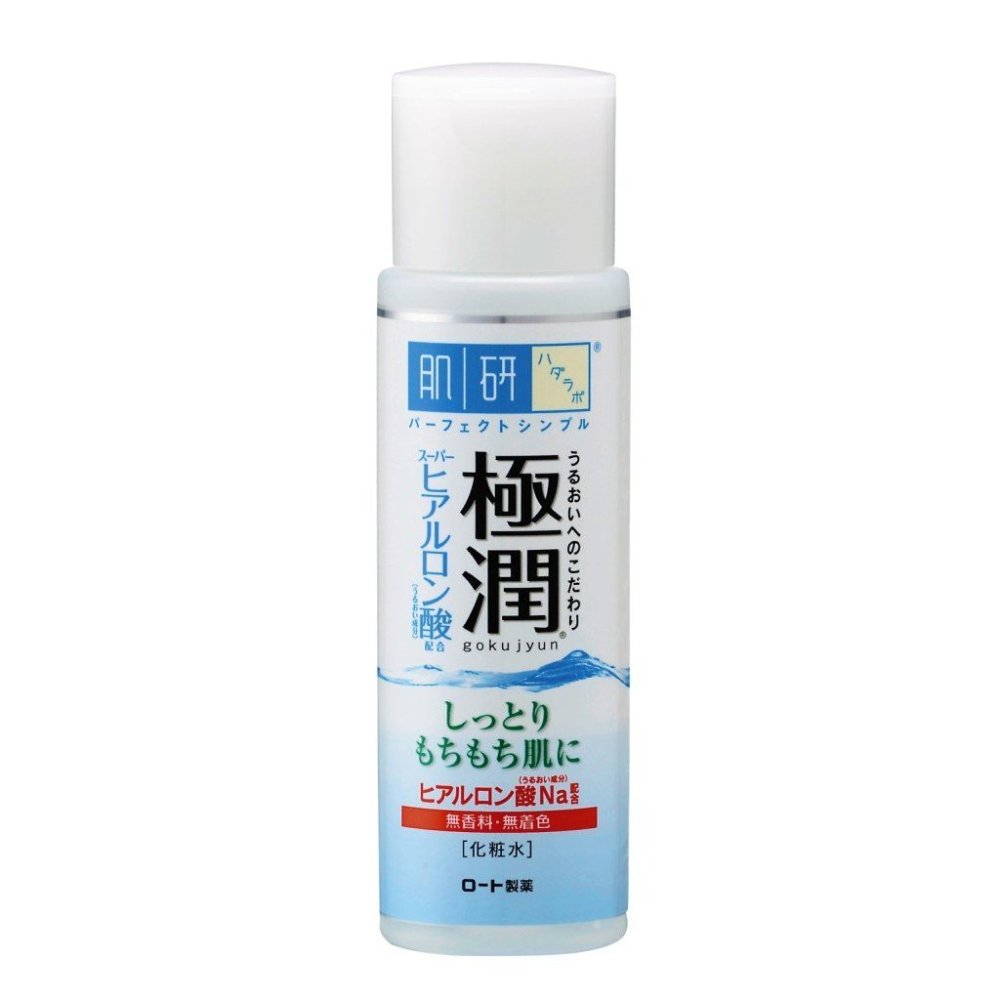 肌|研
ハダラボ
®
パーフェクトシンプル
うるおいへのこだわり
極潤®
gokujyun
スーパー
ヒアルロン酸
(うるおい成分)
配合
しっとり
もちもち肌に
(うるおい成分)
ヒアルロン酸Na配合
無香料・無着色
[化粧水]
ロート製薬